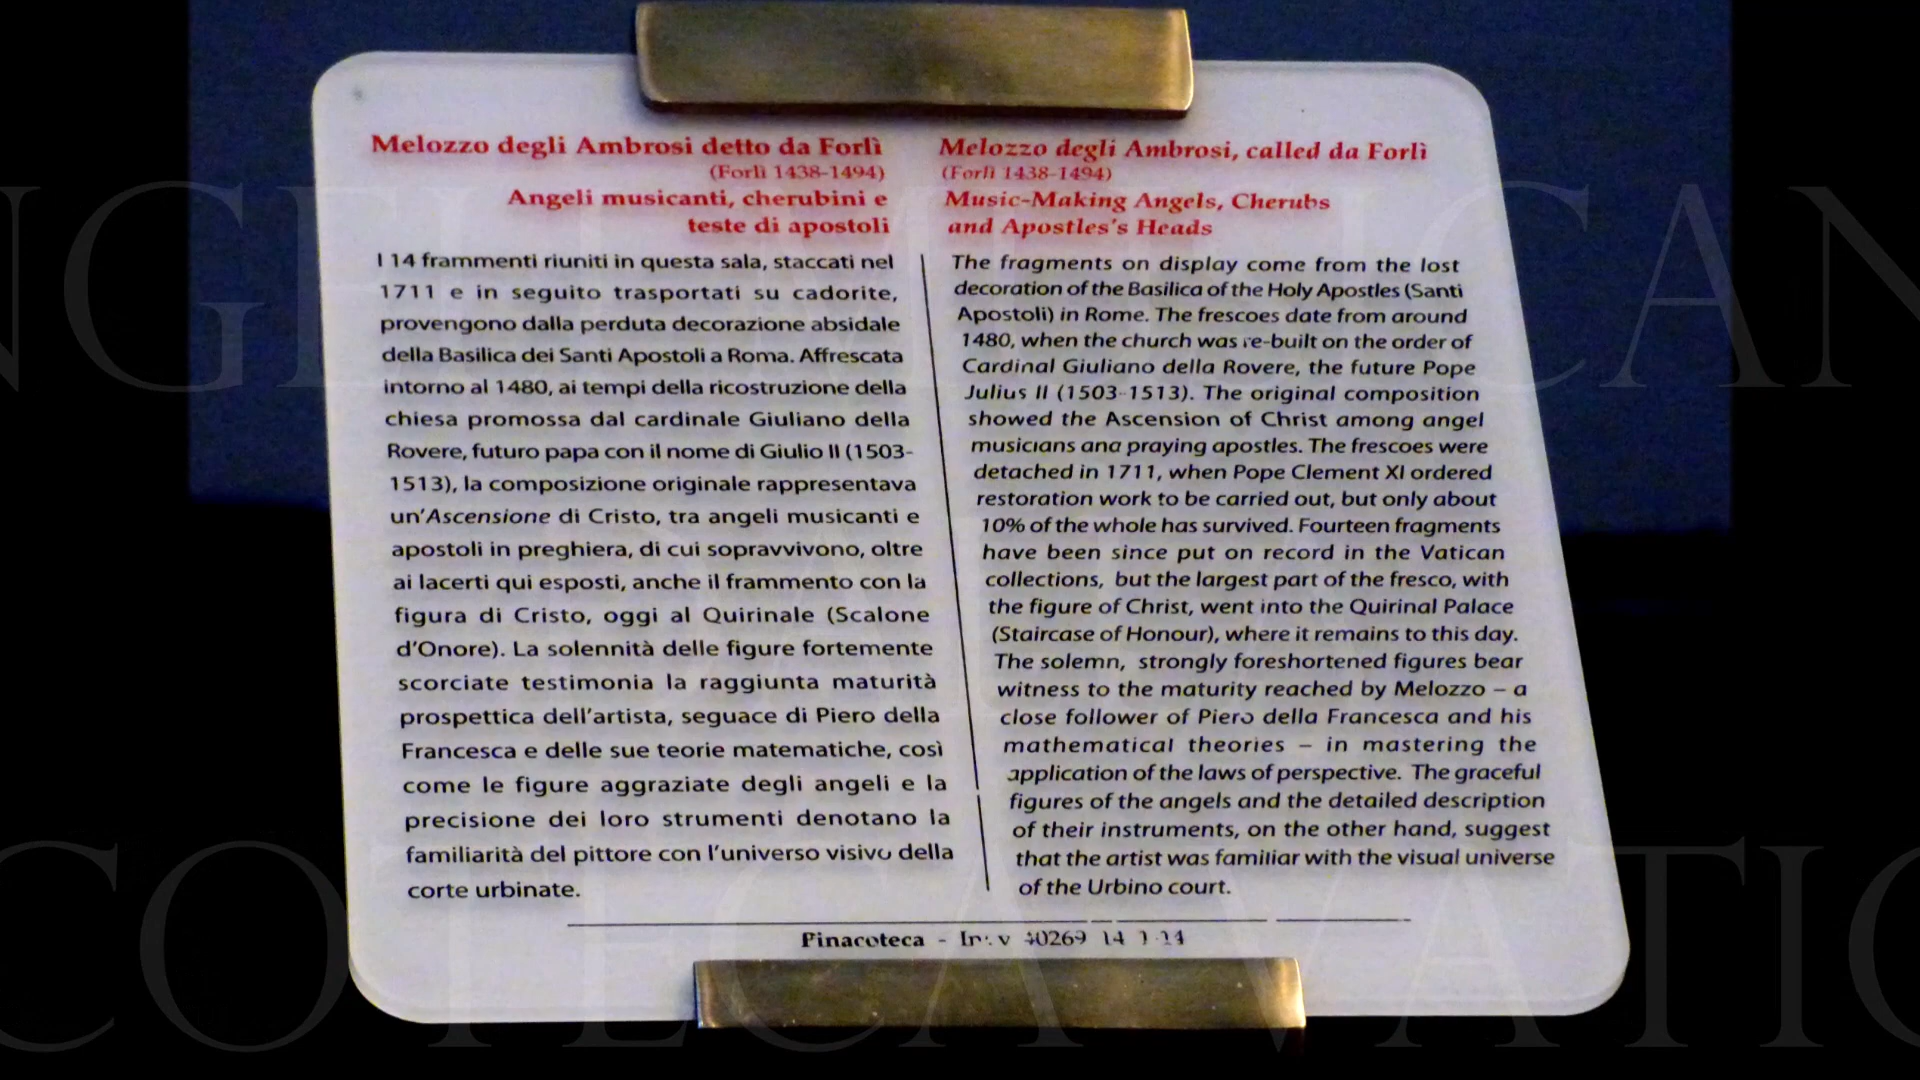 Melozzo degli Ambrosi detto da Forlì
(Forlì 1438-1494)
Angeli musicanti, cherubini e
teste di apostoli
I 14 frammenti riuniti in questa sala, staccati nel
1711 e in seguito trasportati su cadorite,
provengono dalla perduta decorazione absidale
della Basilica dei Santi Apostoli a Roma. Affrescata
intorno al 1480, ai tempi della ricostruzione della
chiesa promossa dal cardinale Giuliano della
Rovere, futuro papa con il nome di Giulio II (1503-
1513), la composizione originale rappresentava
un'Ascensione di Cristo, tra angeli musicanti e
apostoli in preghiera, di cui sopravvivono, oltre
ai lacerti qui esposti, anche il frammento con la
figura di Cristo, oggi al Quirinale (Scalone
d'Onore). La solennità delle figure fortemente
scorciate testimonia la raggiunta maturità
prospettica dell'artista, seguace di Piero della
Francesca e delle sue teorie matematiche, così
come le figure aggraziate degli angeli e la
precisione dei loro strumenti denotano la
familiarità del pittore con l'universo visivo della
corte urbinate.
Melozzo degli Ambrosi, called da Forlì
(Forlì 1438-1494)
Music-Making Angels, Cherubs
and Apostles's Heads
The fragments on display come from the lost
decoration of the Basilica of the Holy Apostles (Santi
Apostoli) in Rome. The frescoes date from around
1480, when the church was re-built on the order of
Cardinal Giuliano della Rovere, the future Pope
Julius II (1503-1513). The original composition
showed the Ascension of Christ among angel
musicians and praying apostles. The frescoes were
detached in 1711, when Pope Clement XI ordered
restoration work to be carried out, but only about
10% of the whole has survived. Fourteen fragments
have been since put on record in the Vatican
collections, but the largest part of the fresco, with
the figure of Christ, went into the Quirinal Palace
(Staircase of Honour), where it remains to this day.
The solemn, strongly foreshortened figures bear
witness to the maturity reached by Melozzo – a
close follower of Piero della Francesca and his
mathematical theories – in mastering the
application of the laws of perspective. The graceful
figures of the angels and the detailed description
of their instruments, on the other hand, suggest
that the artist was familiar with the visual universe
of the Urbino court.
Pinacoteca - Inv. 40269